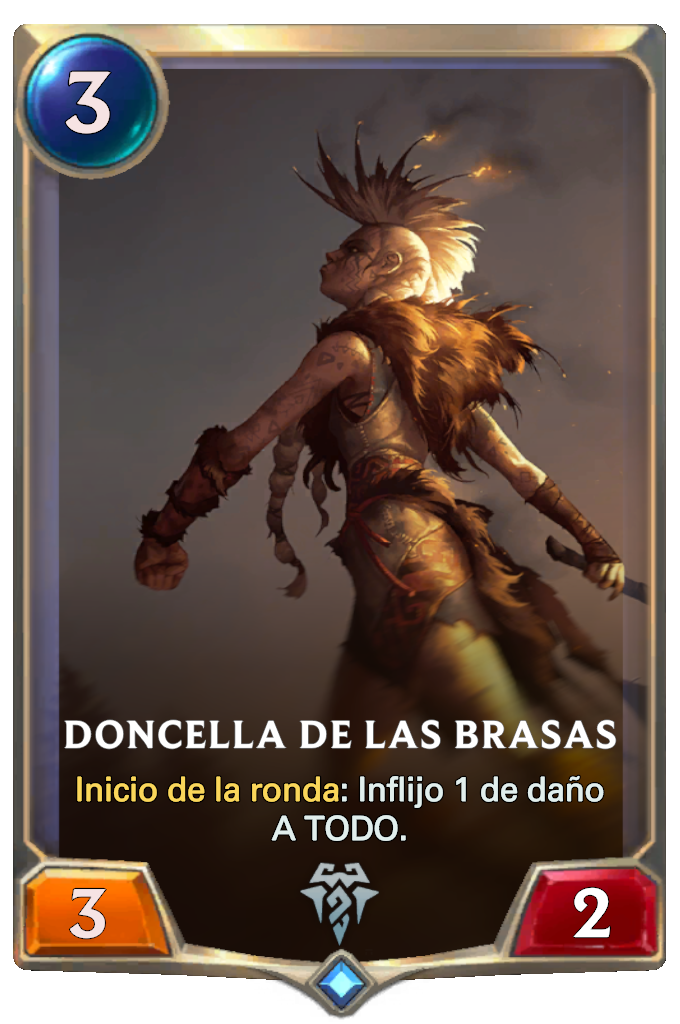 3
DONCELLA DE LAS BRASAS
Inicio de la ronda: Inflijo 1 de daño
A TODO.
3
2